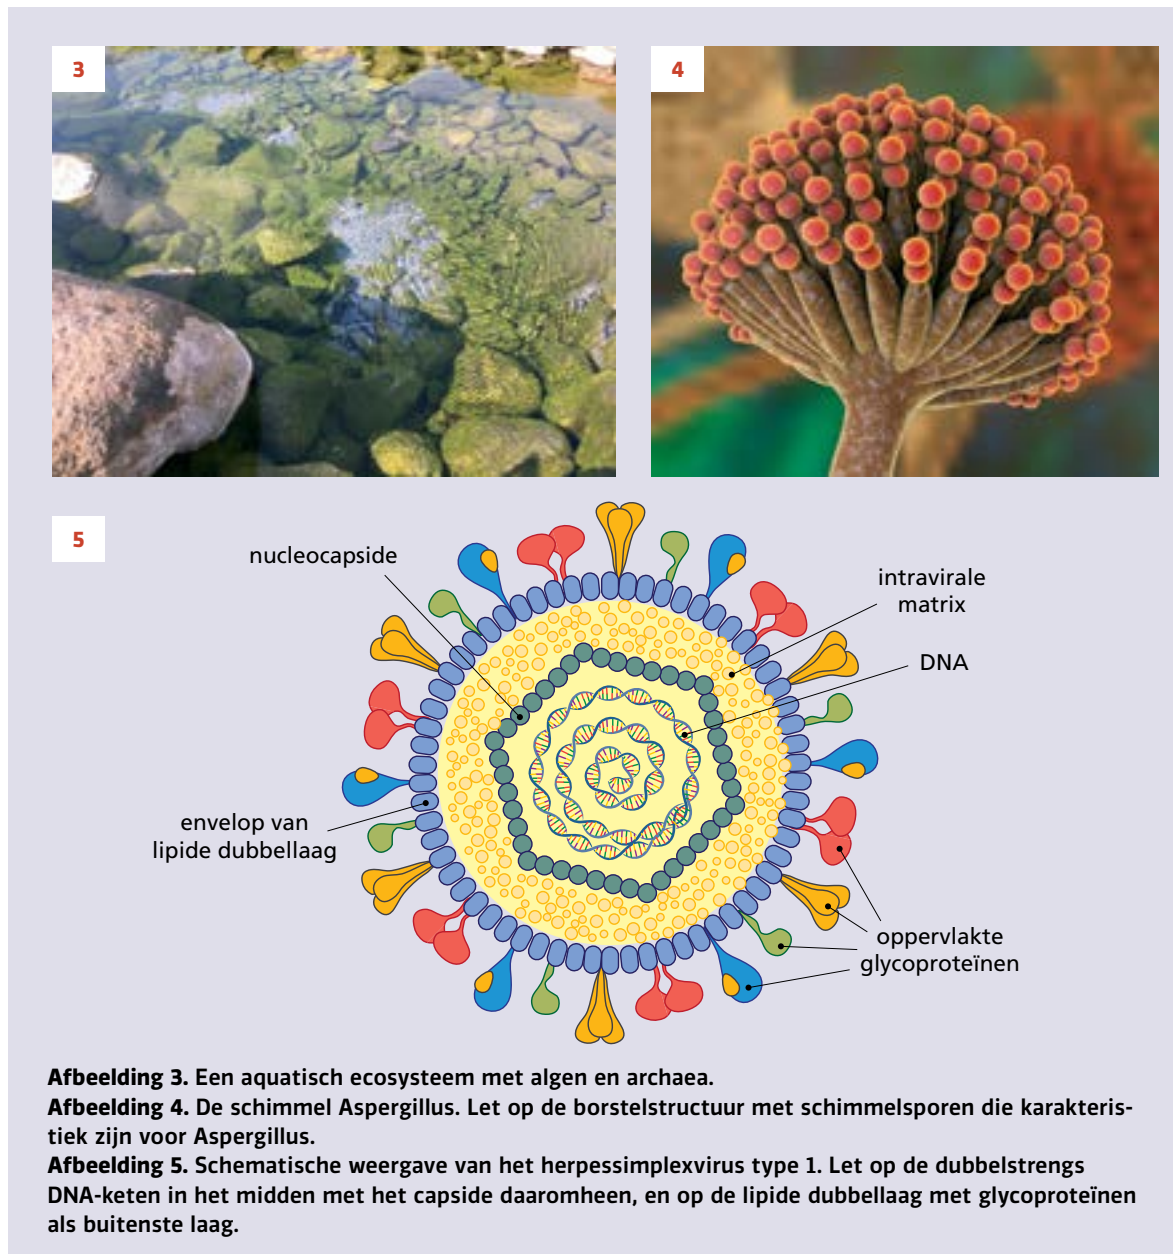 3
4
5
nucleocapside
intravirale
matrix
DNA
envelop van
lipide dubbellaag
oppervlakte
glycoproteïnen
Afbeelding 3. Een aquatisch ecosysteem met algen en archaea.
Afbeelding 4. De schimmel Aspergillus. Let op de borstelstructuur met schimmelsporen die karakteris-
tiek zijn voor Aspergillus.
Afbeelding 5. Schematische weergave van het herpessimplexvirus type 1. Let op de dubbelstrengs
DNA-keten in het midden met het capside daaromheen, en op de lipide dubbellaag met glycoproteïnen
als buitenste laag.